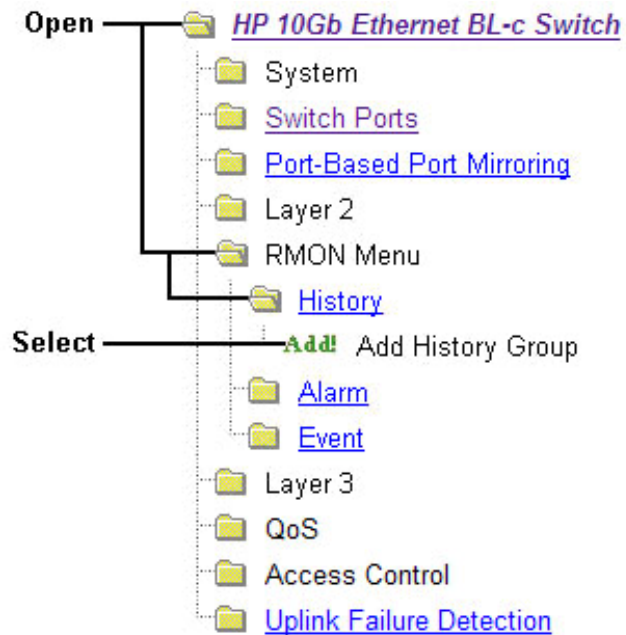 Open HP 10Gb Ethernet BL-c Switch
System
Switch Ports
Port-Based Port Mirroring
Layer 2
RMON Menu
History
Select Add! Add History Group
Alarm
Event
Layer 3
QoS
Access Control
Uplink Failure Detection